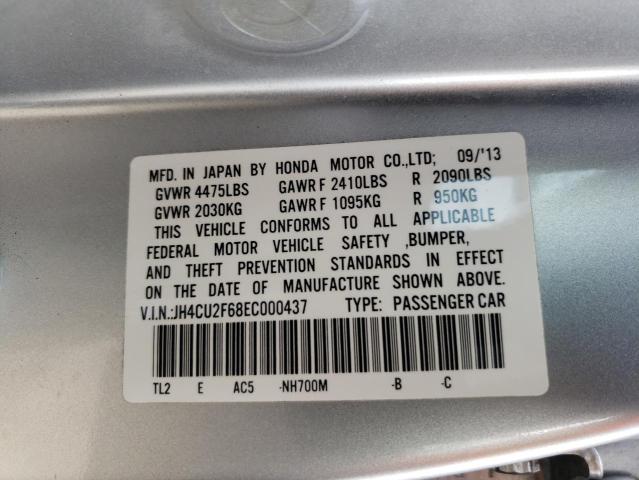 MFD. IN JAPAN BY HONDA MOTOR CO.,LTD; 09/'13
GVWR 4475LBS GAWR F 2410LBS R 2090LBS
GVWR 2030KG GAWR F 1095KG R 950KG
THIS VEHICLE CONFORMS TO ALL APPLICABLE
FEDERAL MOTOR VEHICLE SAFETY ,BUMPER,
AND THEFT PREVENTION STANDARDS IN EFFECT
ON THE DATE OF MANUFACTURE SHOWN ABOVE.
V.I.N.:JH4CU2F68EC000437 TYPE: PASSENGER CAR
TL2 E AC5 -NH700M -B -C